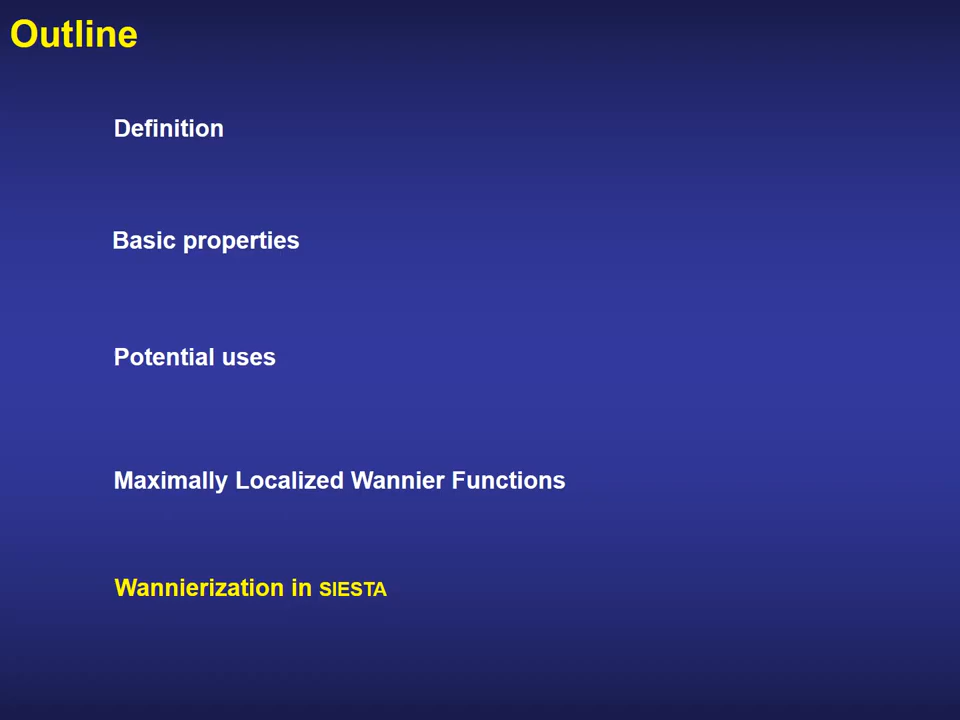 Outline
Definition
Basic properties
Potential uses
Maximally Localized Wannier Functions
Wannierization in SIESTA